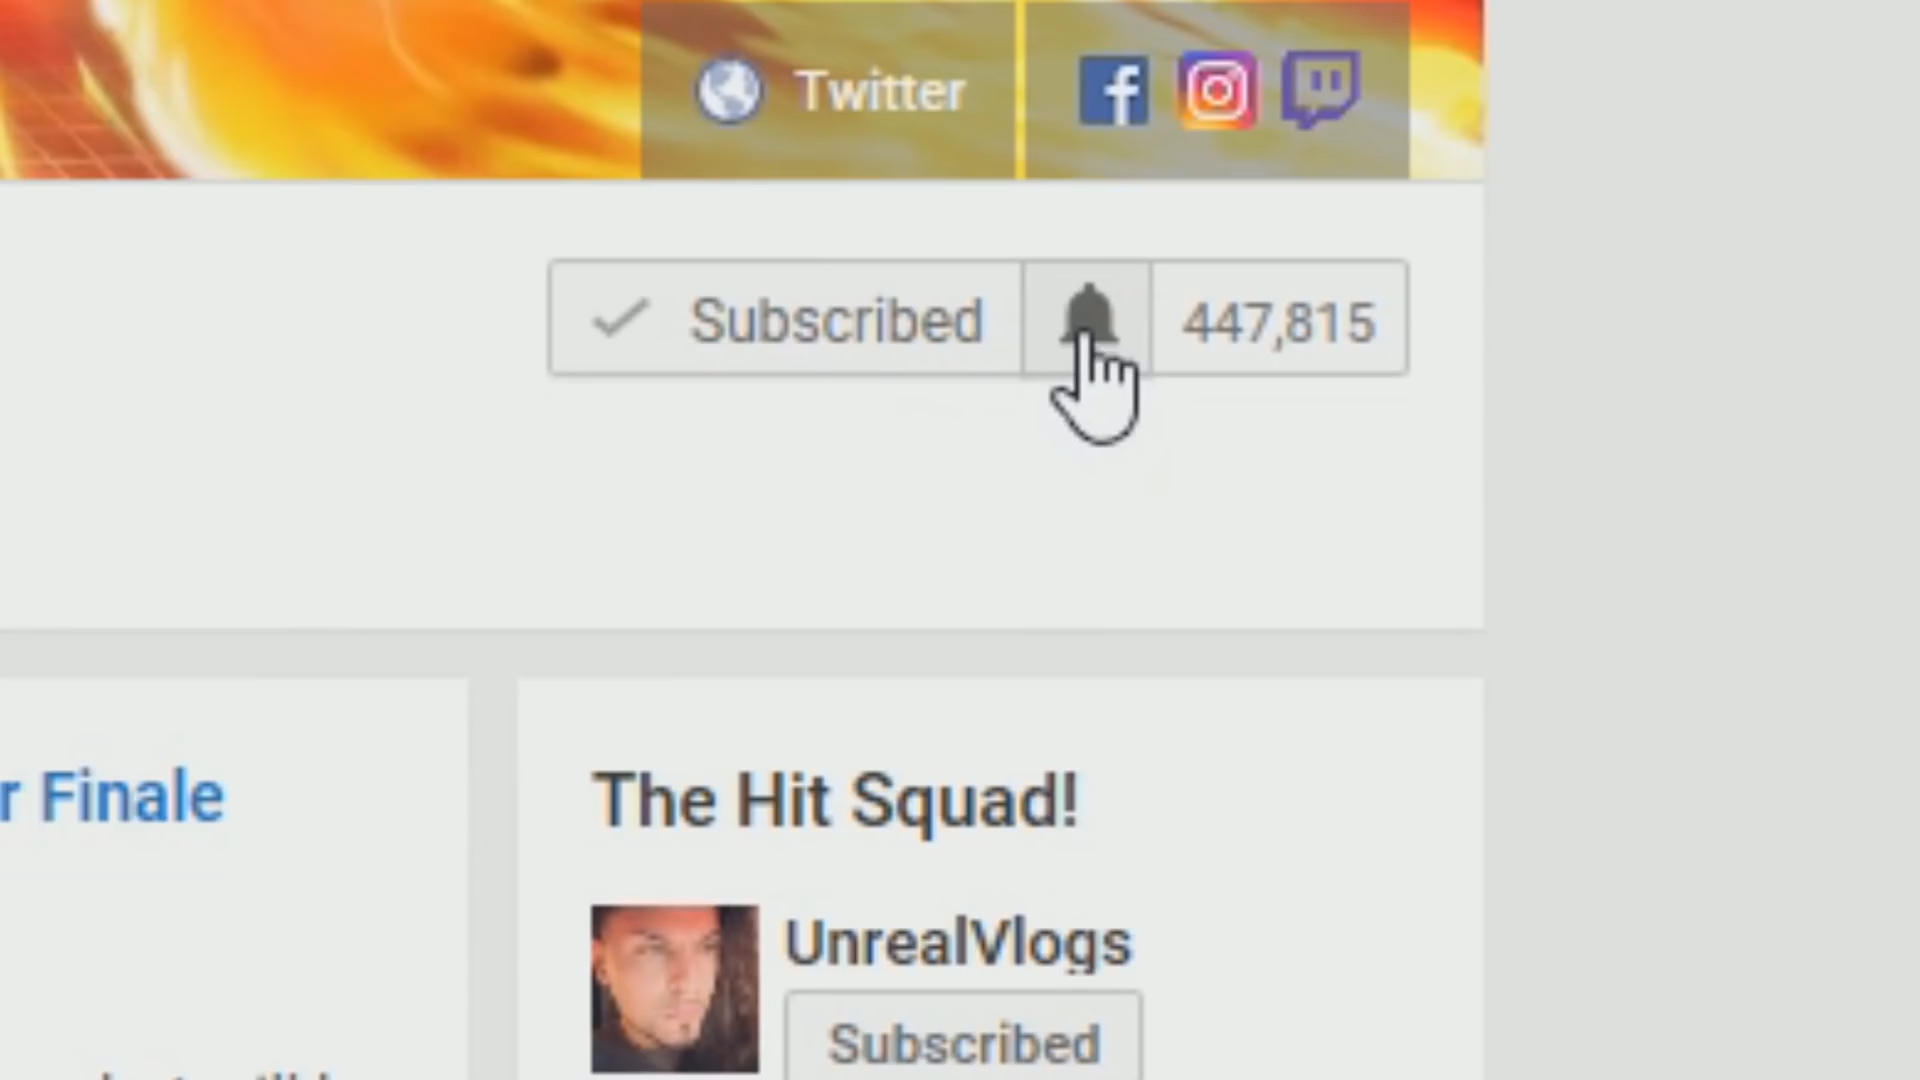 Twitter
Subscribed 447,815
r Finale
The Hit Squad!
UnrealVlogs
Subscribed